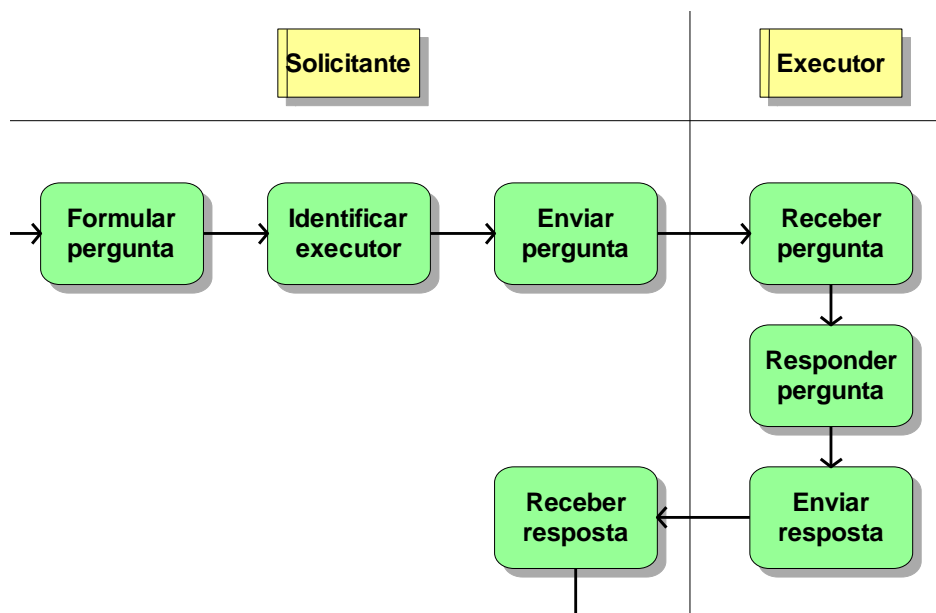 Solicitante
Executor
Formular
pergunta
Identificar
executor
Enviar
pergunta
Receber
pergunta
Responder
pergunta
Enviar
resposta
Receber
resposta